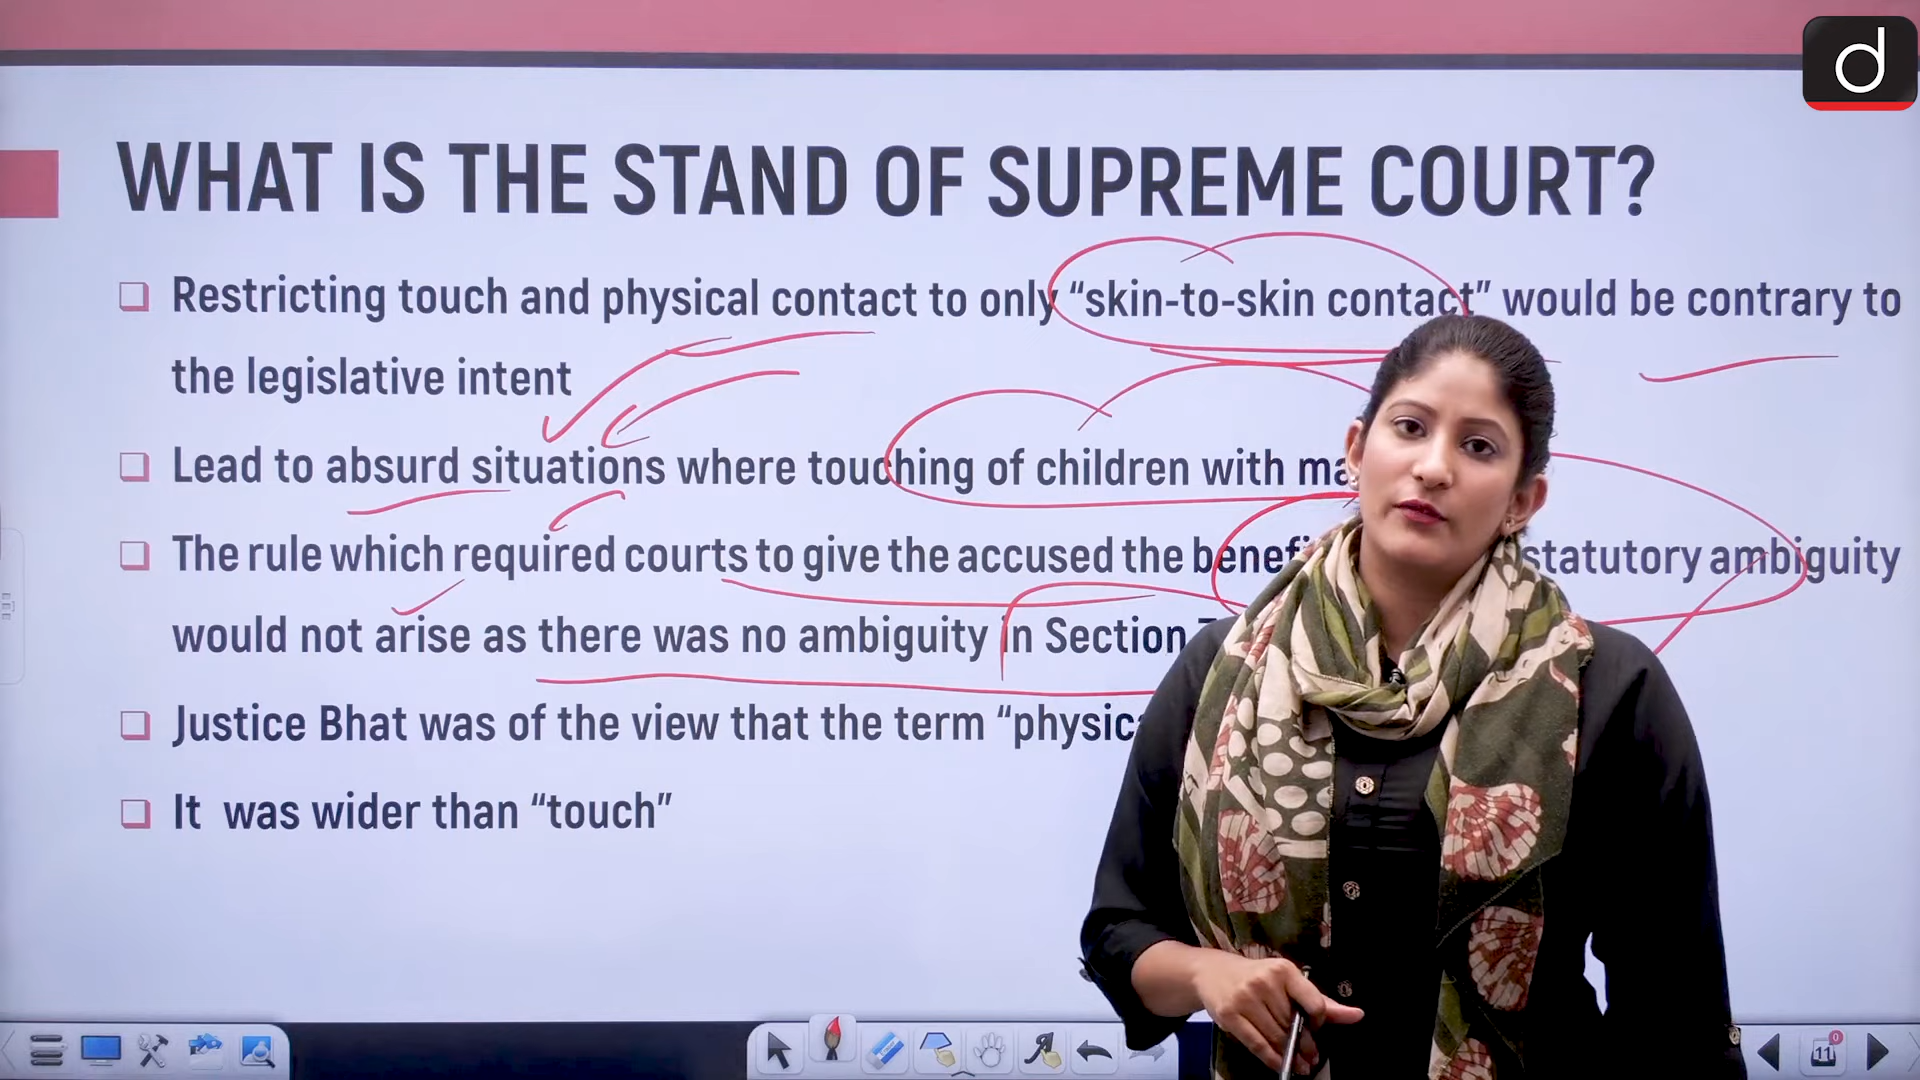 d
WHAT IS THE STAND OF SUPREME COURT?
Restricting touch and physical contact to only “skin-to-skin contact” would be contrary to
the legislative intent
Lead to absurd situations where touching of children with
The rule which required courts to give the accused the statutory ambiguity
would not arise as there was no ambiguity in Section
Justice Bhat was of the view that the term
It was wider than “touch”
11
0